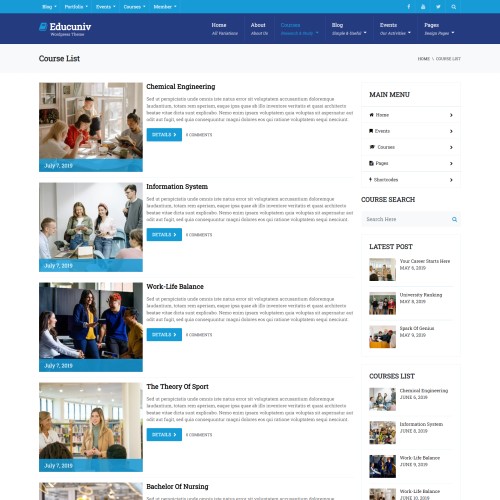 Blog Portfolio Events Courses Member
Educuniv
Wordpress Theme
Home About Courses Blog Events Pages
All Variations About Us Research & Study Simple & Useful Our Activities Design Pages
Course List
HOME \ COURSE LIST
Chemical Engineering
Sed ut perspiciatis unde omnis iste natus error sit voluptatem accusantium doloremque
laudantium, totam rem aperiam, eaque ipsa quae ab illo inventore veritatis et quasi architecto
beatae vitae dicta sunt explicabo. Nemo enim ipsam voluptatem quia voluptas sit aspernatur aut
odit aut fugit, sed quia consequuntur magni dolores eos qui ratione voluptatem sequi nesciunt
July 7, 2019
DETAILS
0 COMMENTS
Information System
Sed ut perspiciatis unde omnis iste natus error sit voluptatem accusantium doloremque
laudantium, totam rem aperiam, eaque ipsa quae ab illo inventore veritatis et quasi architecto
beatae vitae dicta sunt explicabo. Nemo enim ipsam voluptatem quia voluptas sit aspernatur aut
odit aut fugit, sed quia consequuntur magni dolores eos qui ratione voluptatem sequi nesciunt
July 7, 2019
DETAILS
0 COMMENTS
Work-Life Balance
Sed ut perspiciatis unde omnis iste natus error sit voluptatem accusantium doloremque
laudantium, totam rem aperiam, eaque ipsa quae ab illo inventore veritatis et quasi architecto
beatae vitae dicta sunt explicabo. Nemo enim ipsam voluptatem quia voluptas sit aspernatur aut
odit aut fugit, sed quia consequuntur magni dolores eos qui ratione voluptatem sequi nesciunt
July 7, 2019
DETAILS
0 COMMENTS
The Theory Of Sport
Sed ut perspiciatis unde omnis iste natus error sit voluptatem accusantium doloremque
laudantium, totam rem aperiam, eaque ipsa quae ab illo inventore veritatis et quasi architecto
beatae vitae dicta sunt explicabo. Nemo enim ipsam voluptatem quia voluptas sit aspernatur aut
odit aut fugit, sed quia consequuntur magni dolores eos qui ratione voluptatem sequi nesciunt
July 7, 2019
DETAILS
0 COMMENTS
Bachelor Of Nursing
MAIN MENU
Home
Events
Courses
Pages
Shortcodes
COURSE SEARCH
Search Here
LATEST POST
Your Career Starts Here
MAY 6, 2019
University Ranking
MAY 8, 2019
Spark Of Genius
MAY 9, 2019
COURSES LIST
Chemical Engineering
JUNE 6, 2019
Information System
JUNE 8, 2019
Work-Life Balance
JUNE 9, 2019
Work-Life Balance
JUNE 10, 2019